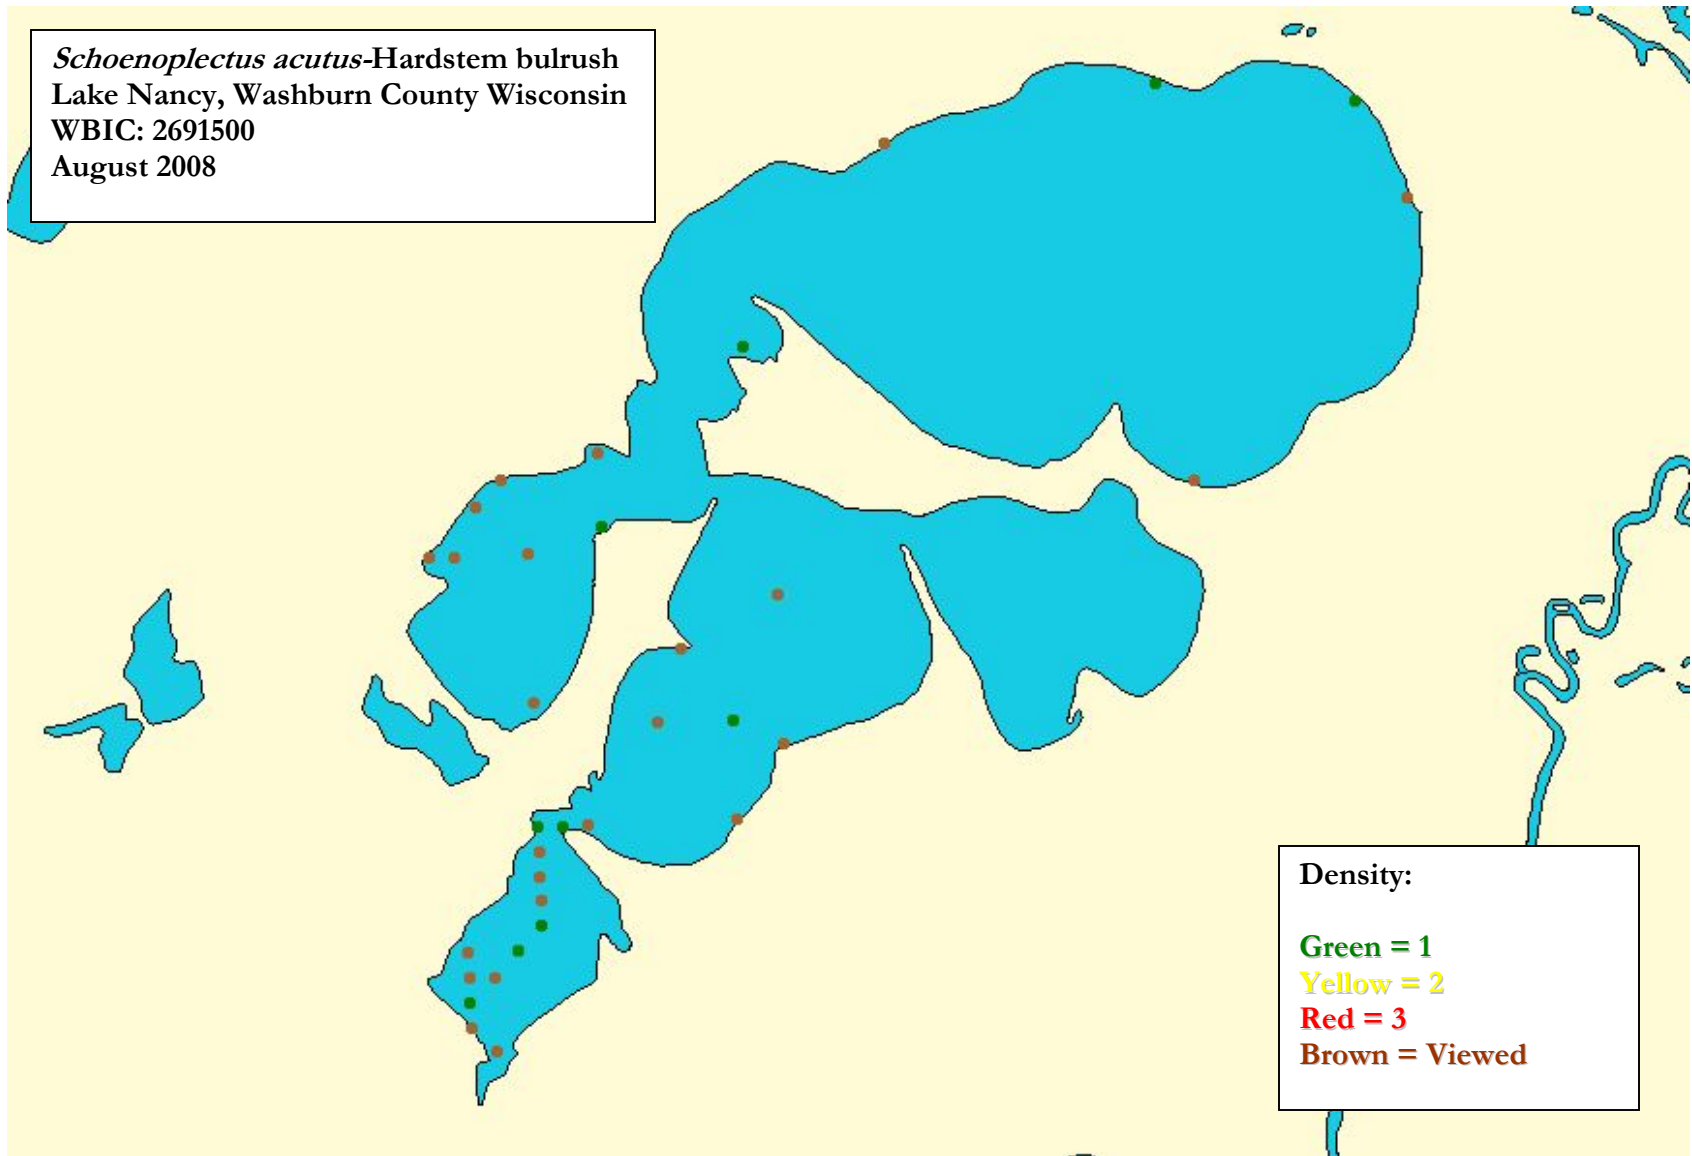 Schoenoplectus acutus-Hardstem bulrush
Lake Nancy, Washburn County Wisconsin
WBIC: 2691500
August 2008
Density:
Green = 1
Yellow = 2
Red = 3
Brown = Viewed